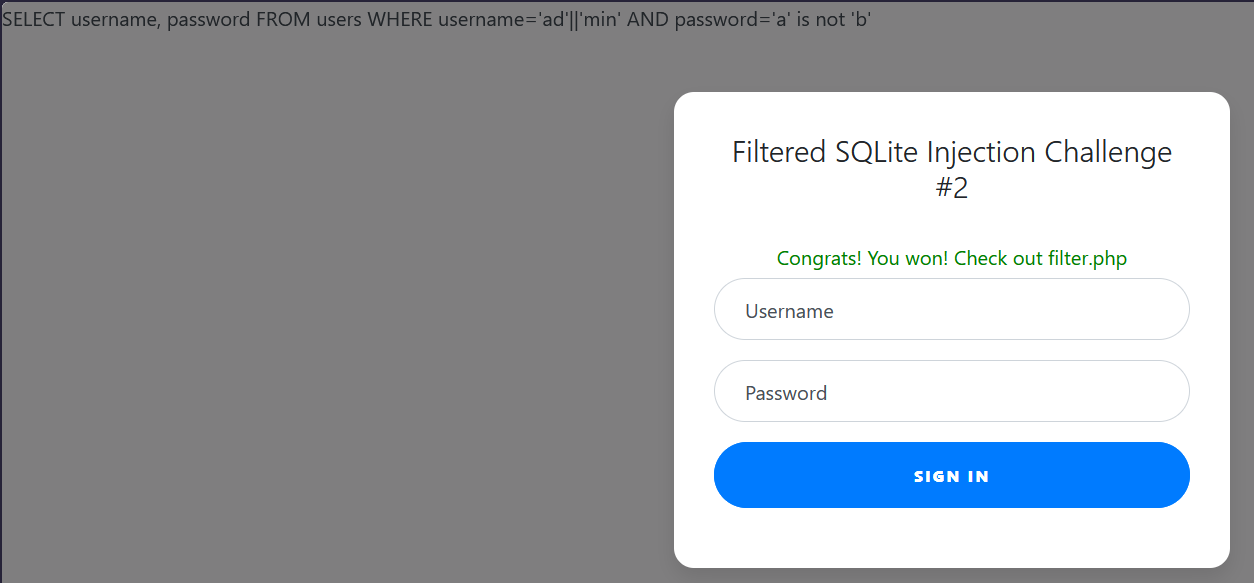 SELECT username, password FROM users WHERE username='ad'||'min' AND password='a' is not 'b'
Filtered SQLite Injection Challenge
#2
Congrats! You won! Check out filter.php
Username
Password
SIGN IN